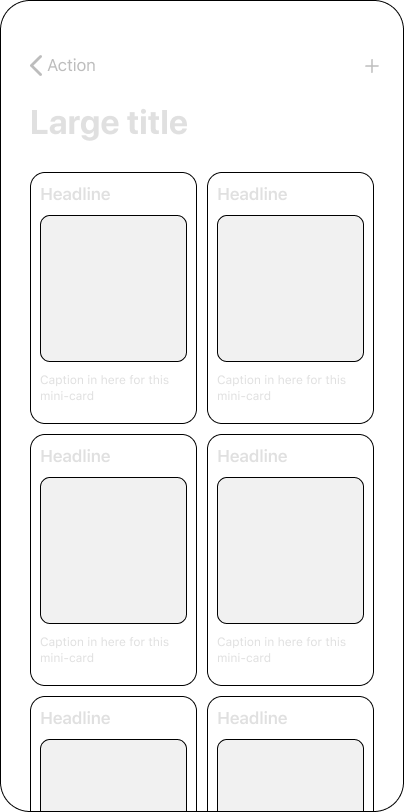 Action
+
Large title
Headline
Headline
Caption in here for this
mini-card
Caption in here for this
mini-card
Headline
Headline
Caption in here for this
mini-card
Caption in here for this
mini-card
Headline
Headline